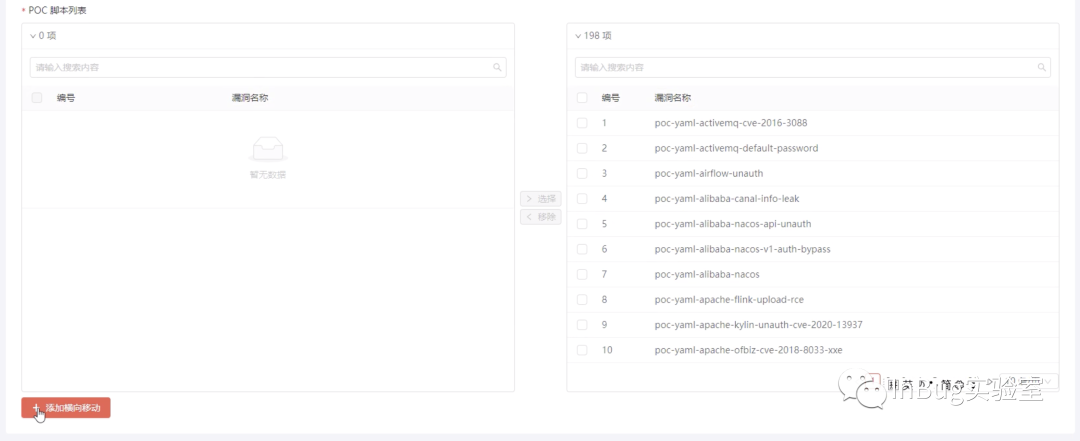 * POC 脚本列表
0 项
请输入搜索内容
编号 漏洞名称
暂无数据
选择
移除
198 项
请输入搜索内容
编号 漏洞名称
1 poc-yaml-activemq-cve-2016-3088
2 poc-yaml-activemq-default-password
3 poc-yaml-airflow-unauth
4 poc-yaml-alibaba-canal-info-leak
5 poc-yaml-alibaba-nacos-api-unauth
6 poc-yaml-alibaba-nacos-v1-auth-bypass
7 poc-yaml-alibaba-nacos
8 poc-yaml-apache-flink-upload-rce
9 poc-yaml-apache-kylin-unauth-cve-2020-13937
10 poc-yaml-apache-ofbiz-cve-2018-8033-xxe
InBug实验室
+ 添加横向移动